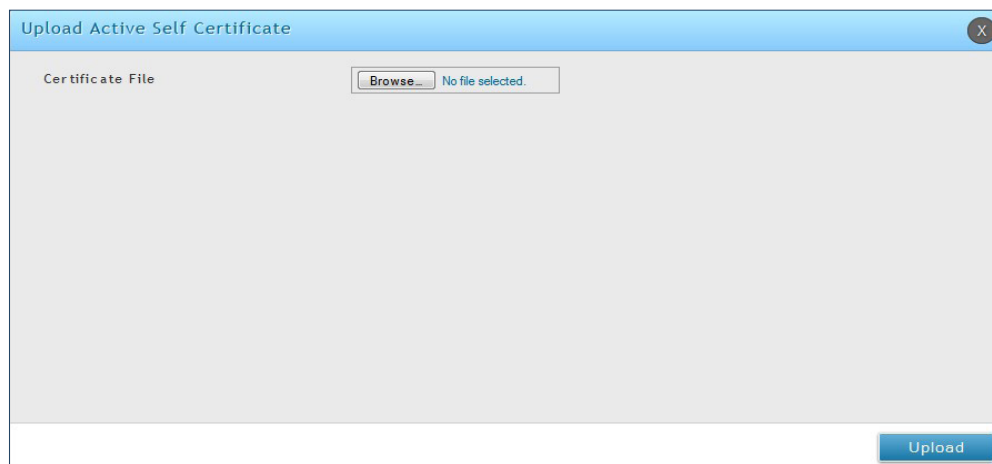 Upload Active Self Certificate
X
Certificate File
Browse... No file selected.
Upload